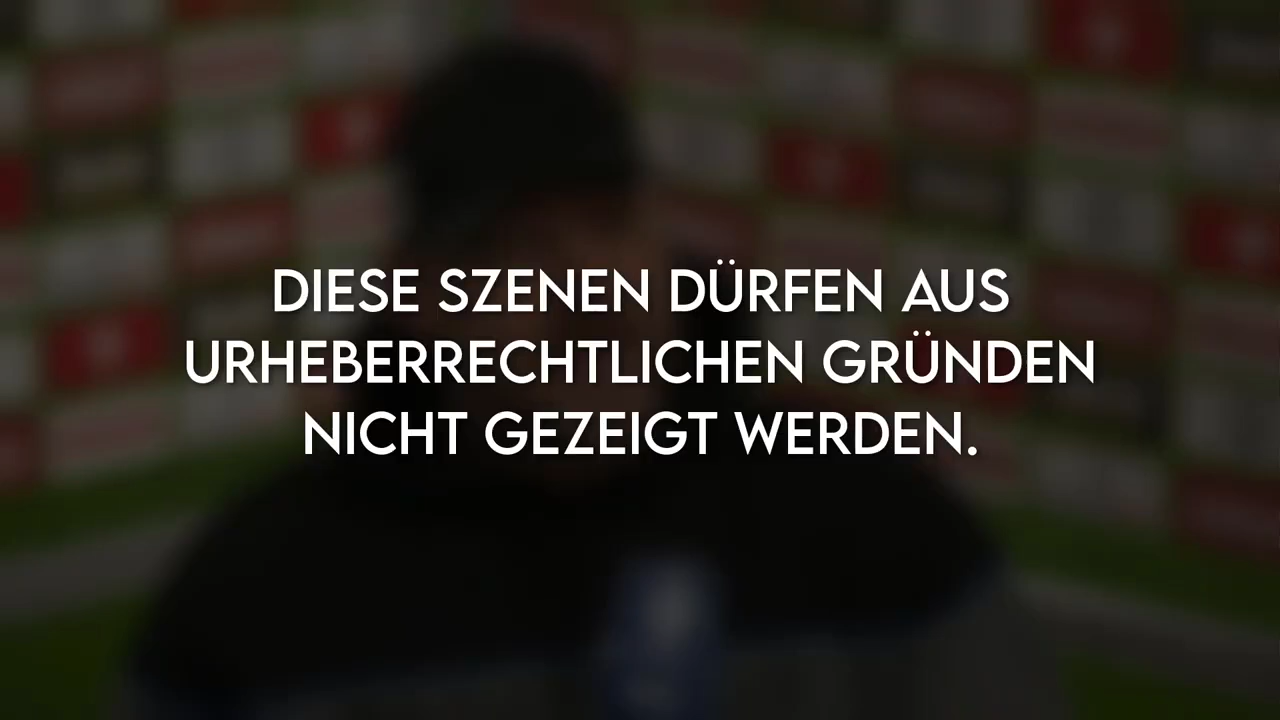 DIESE SZENEN DÜRFEN AUS
URHEBERRECHTLICHEN GRÜNDEN
NICHT GEZEIGT WERDEN.